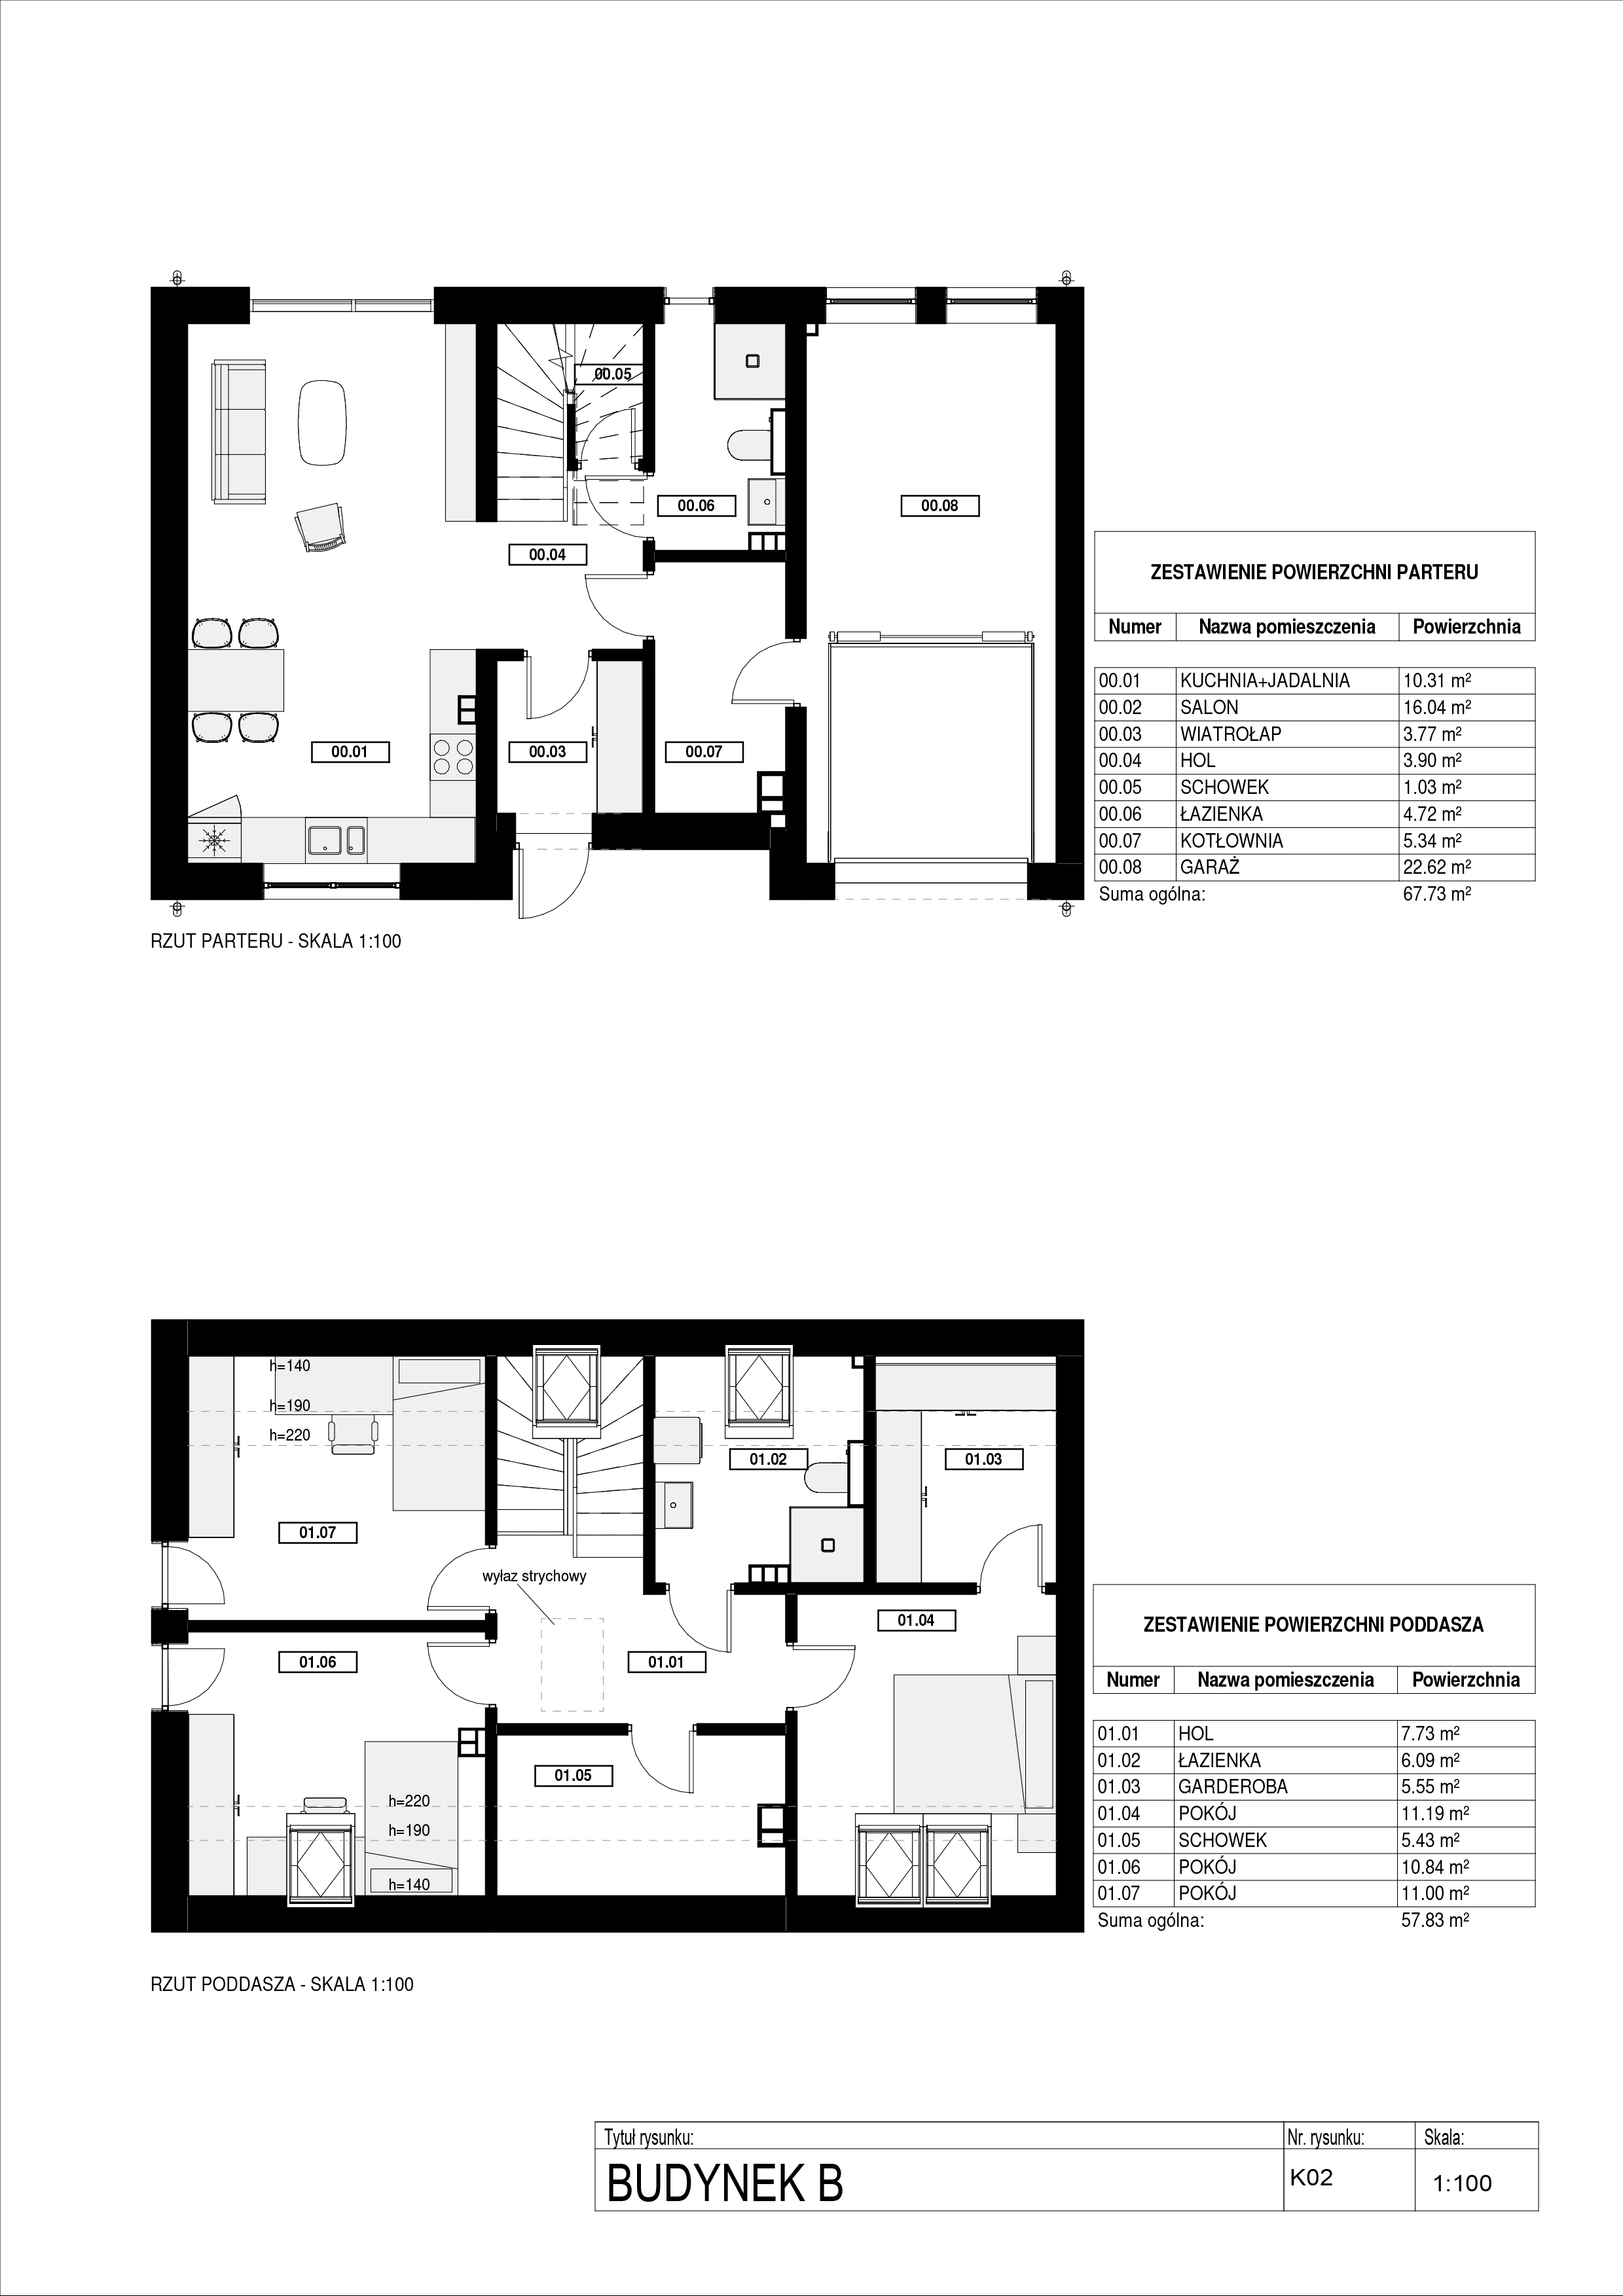 00.05
00.06
00.08
00.04
00.01
00.03
00.07
RZUT PARTERU - SKALA 1:100
ZESTAWIENIE POWIERZCHNI PARTERU
Numer Nazwa pomieszczenia Powierzchnia
00.01 KUCHNIA+JADALNIA 10.31 m²
00.02 SALON 16.04 m²
00.03 WIATROŁAP 3.77 m²
00.04 HOL 3.90 m²
00.05 SCHOWEK 1.03 m²
00.06 ŁAZIENKA 4.72 m²
00.07 KOTŁOWNIA 5.34 m²
00.08 GARAŻ 22.62 m²
Suma ogólna: 67.73 m²
h=140
h=190
h=220
01.02
01.03
01.07
wyłaz strychowy
01.04
01.06
01.01
01.05
h=220
h=190
h=140
RZUT PODDASZA - SKALA 1:100
ZESTAWIENIE POWIERZCHNI PODDASZA
Numer Nazwa pomieszczenia Powierzchnia
01.01 HOL 7.73 m²
01.02 ŁAZIENKA 6.09 m²
01.03 GARDEROBA 5.55 m²
01.04 POKÓJ 11.19 m²
01.05 SCHOWEK 5.43 m²
01.06 POKÓJ 10.84 m²
01.07 POKÓJ 11.00 m²
Suma ogólna: 57.83 m²
Tytuł rysunku: Nr. rysunku: Skala:
BUDYNEK B K02 1:100